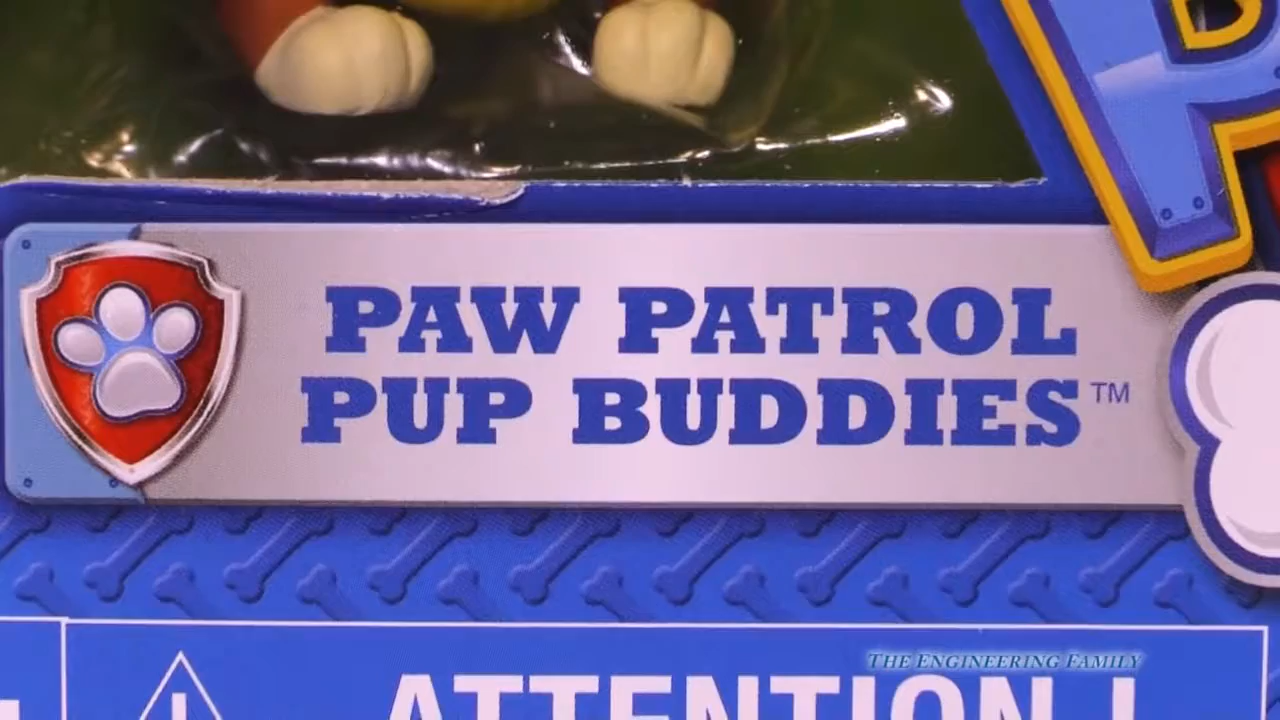 P
PAW PATROL
PUP BUDDIES™
THE ENGINEERING FAMILY
ATTENTION !